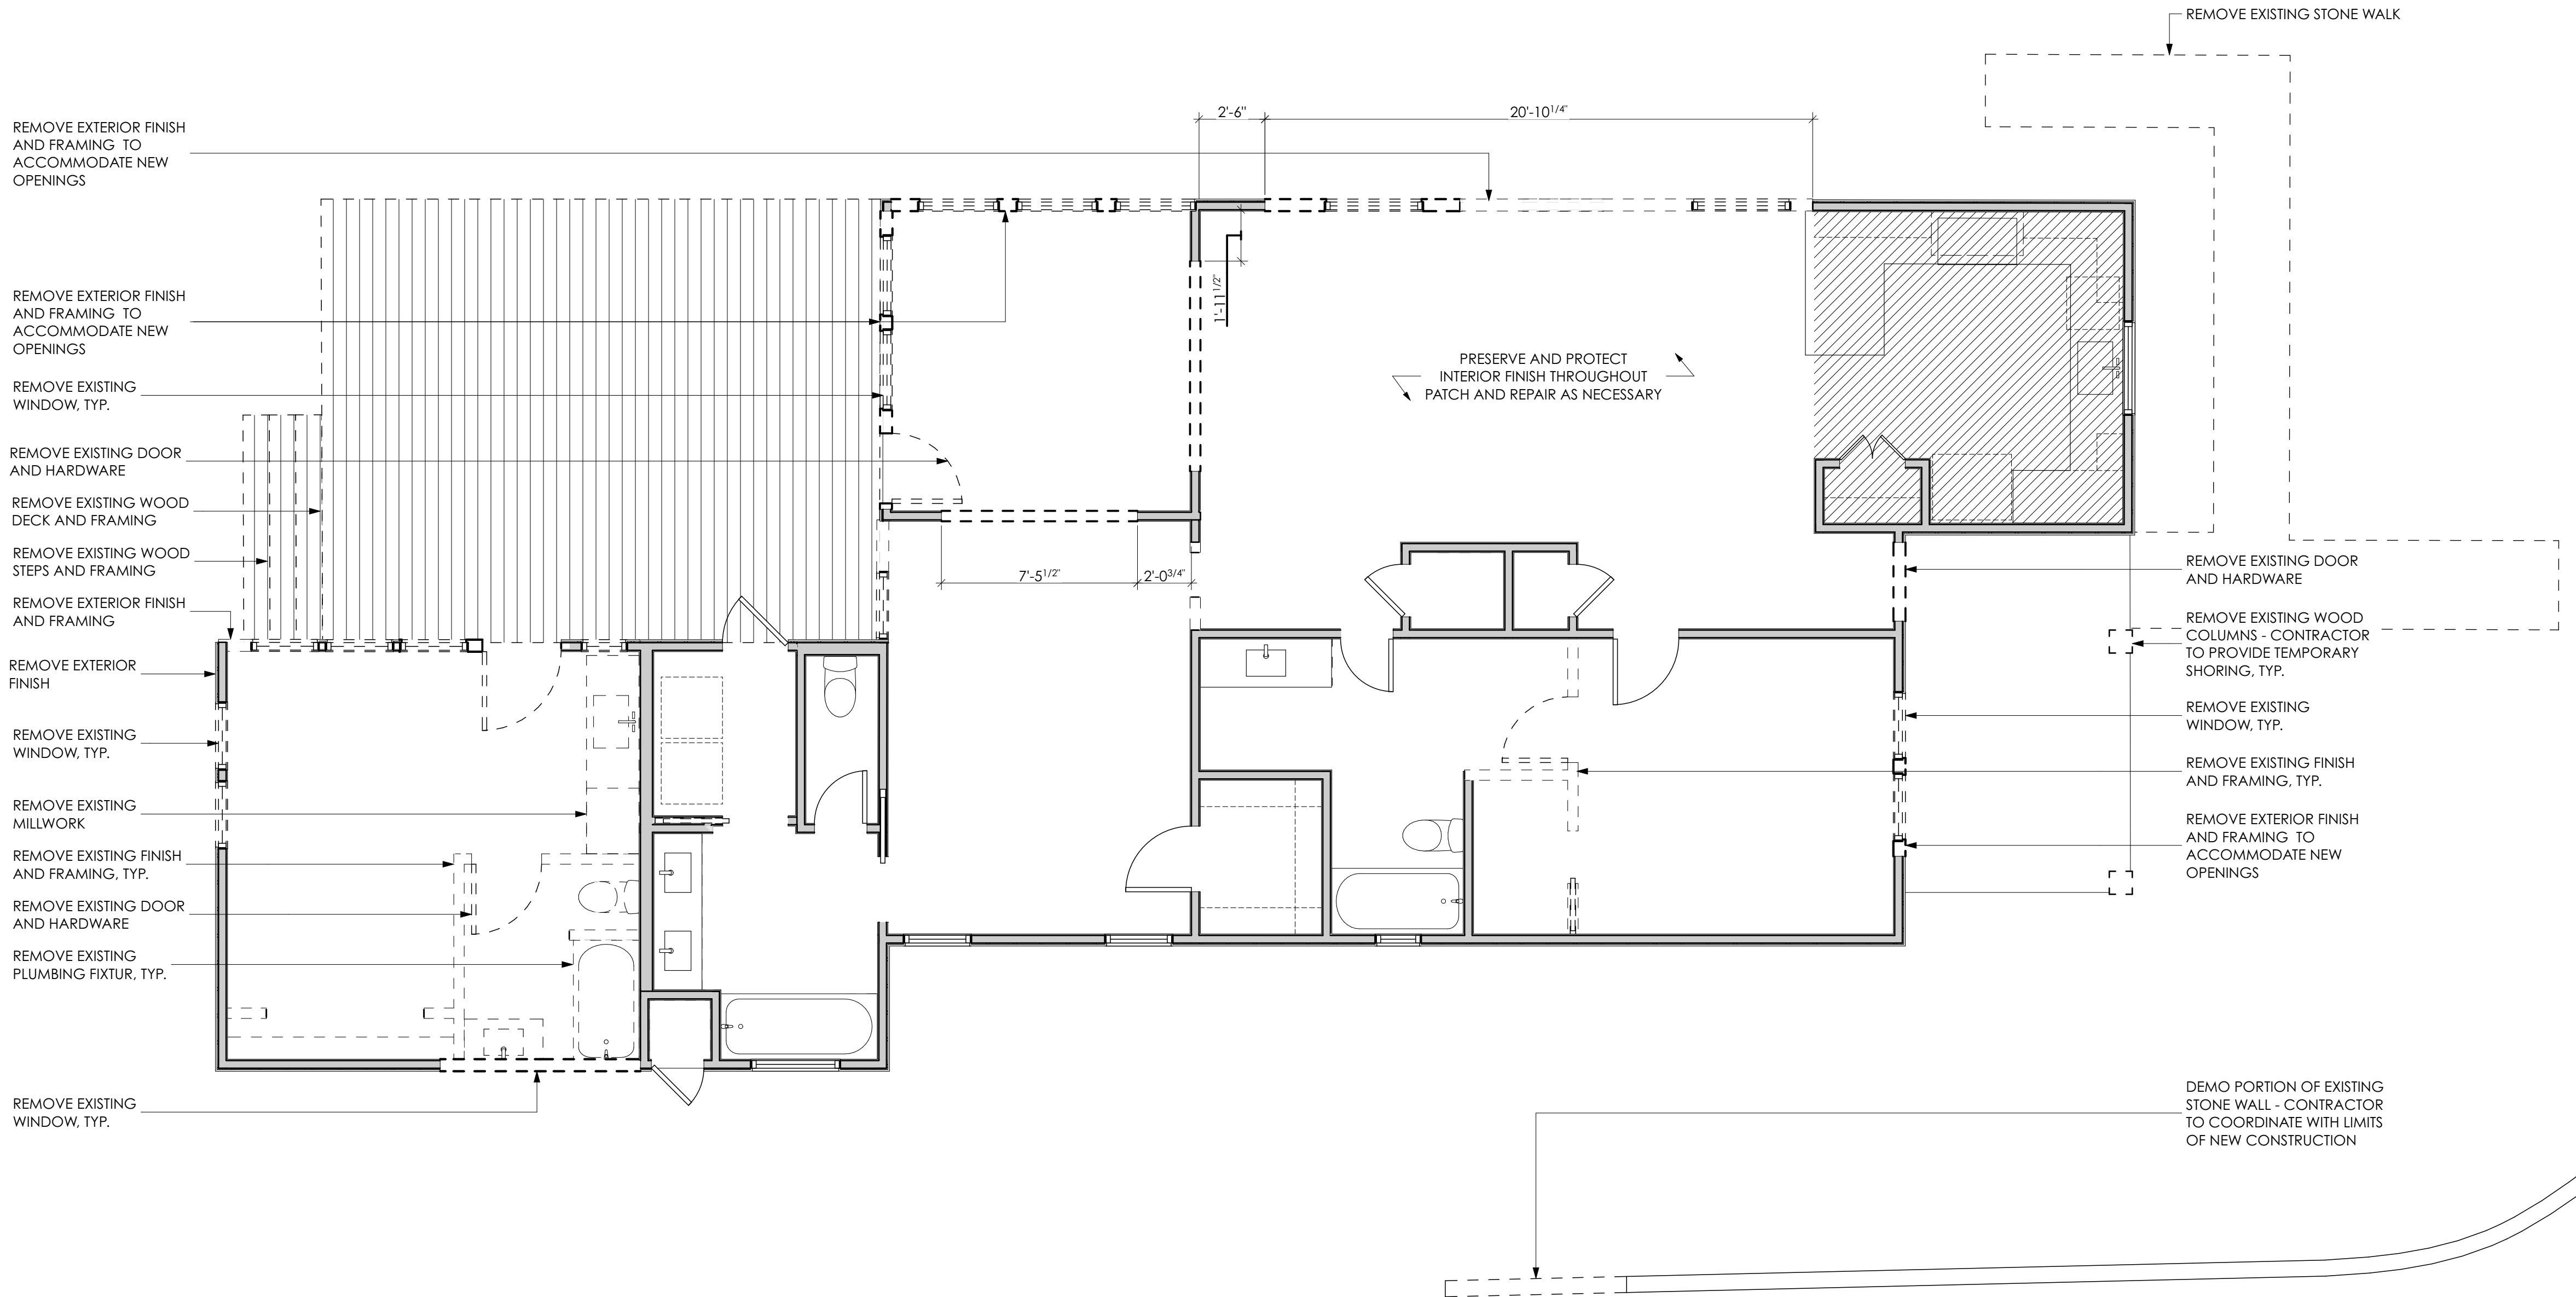 REMOVE EXISTING STONE WALK
2'-6"
20'-10 1/4"
REMOVE EXTERIOR FINISH
AND FRAMING TO
ACCOMMODATE NEW
OPENINGS
REMOVE EXTERIOR FINISH
AND FRAMING TO
ACCOMMODATE NEW
OPENINGS
1'-11 1/2"
PRESERVE AND PROTECT
INTERIOR FINISH THROUGHOUT
PATCH AND REPAIR AS NECESSARY
REMOVE EXISTING
WINDOW, TYP.
REMOVE EXISTING DOOR
AND HARDWARE
REMOVE EXISTING WOOD
DECK AND FRAMING
REMOVE EXISTING WOOD
STEPS AND FRAMING
7'-5 1/2"
2'-0 3/4"
REMOVE EXTERIOR FINISH
AND FRAMING
REMOVE EXTERIOR
FINISH
REMOVE EXISTING
WINDOW, TYP.
REMOVE EXISTING
MILLWORK
REMOVE EXISTING FINISH
AND FRAMING, TYP.
REMOVE EXISTING DOOR
AND HARDWARE
REMOVE EXISTING
PLUMBING FIXTUR, TYP.
REMOVE EXISTING
WINDOW, TYP.
REMOVE EXISTING DOOR
AND HARDWARE
REMOVE EXISTING WOOD
COLUMNS - CONTRACTOR
TO PROVIDE TEMPORARY
SHORING, TYP.
REMOVE EXISTING
WINDOW, TYP.
REMOVE EXISTING FINISH
AND FRAMING, TYP.
REMOVE EXTERIOR FINISH
AND FRAMING TO
ACCOMMODATE NEW
OPENINGS
DEMO PORTION OF EXISTING
STONE WALL - CONTRACTOR
TO COORDINATE WITH LIMITS
OF NEW CONSTRUCTION